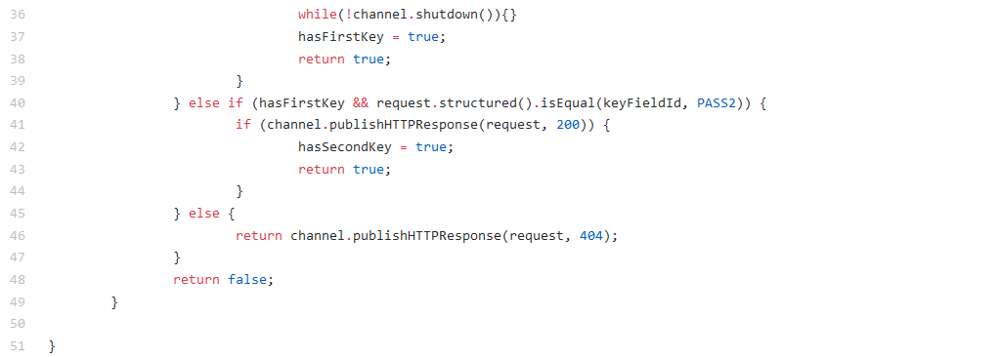 36 while(!channel.shutdown()){}
37 hasFirstKey = true;
38 return true;
39 }
40 } else if (hasFirstKey && request.structured().isEqual(keyFieldId, PASS2)) {
41 if (channel.publishHTTPResponse(request, 200)) {
42 hasSecondKey = true;
43 return true;
44 }
45 } else {
46 return channel.publishHTTPResponse(request, 404);
47 }
48 return false;
49 }
50
51 }